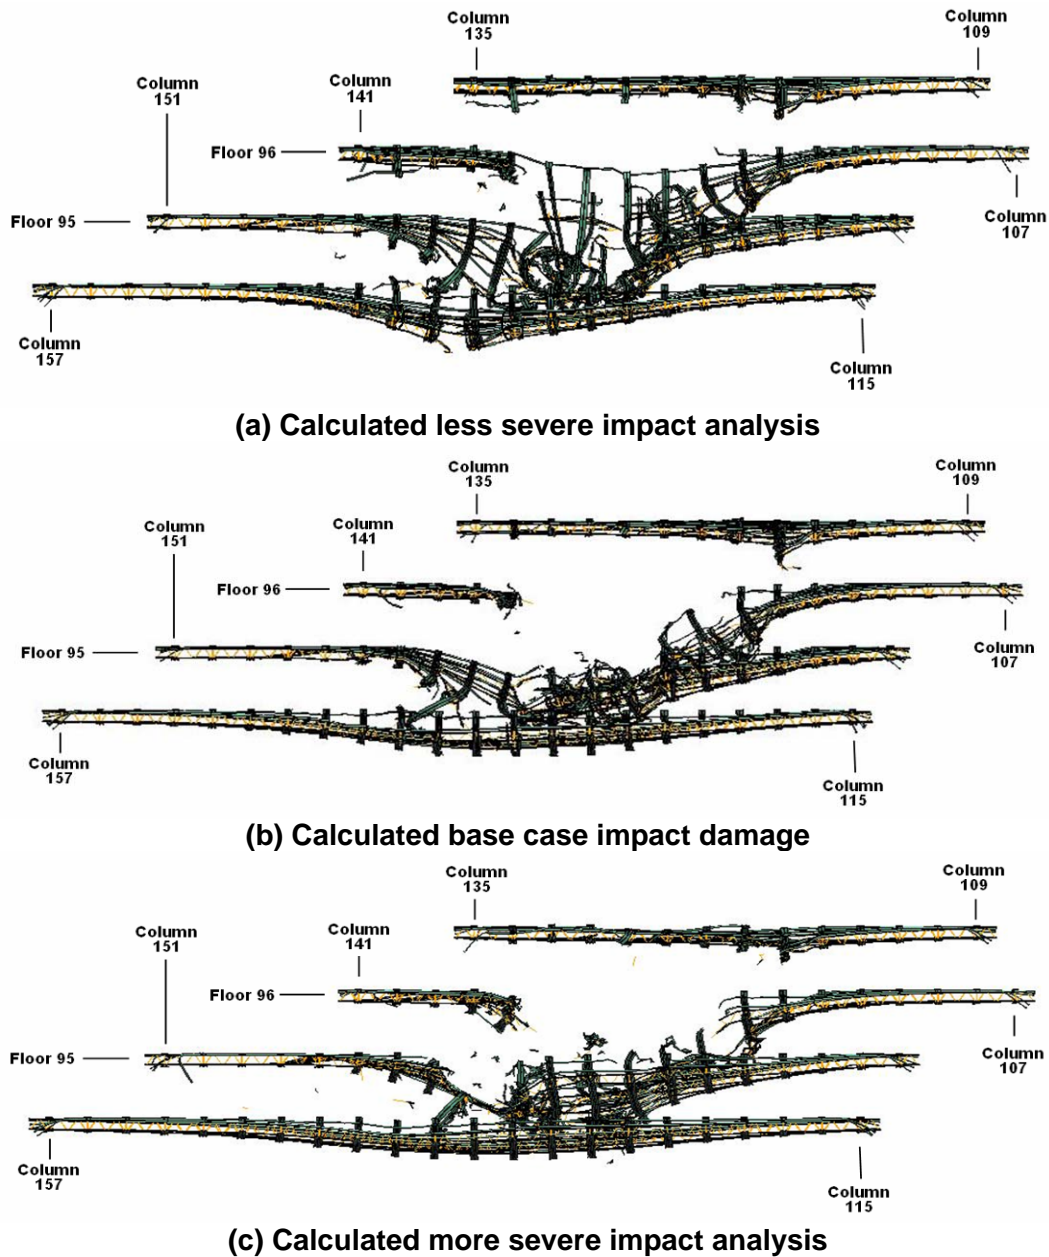 Column
135
Column
109
Column
151
Column
141
Floor 96
Floor 95
Column
107
Column
157
Column
115
(a) Calculated less severe impact analysis
Column
135
Column
109
Column
151
Column
141
Floor 96
Floor 95
Column
107
Column
157
Column
115
(b) Calculated base case impact damage
Column
135
Column
109
Column
151
Column
141
Floor 96
Floor 95
Column
107
Column
157
Column
115
(c) Calculated more severe impact analysis